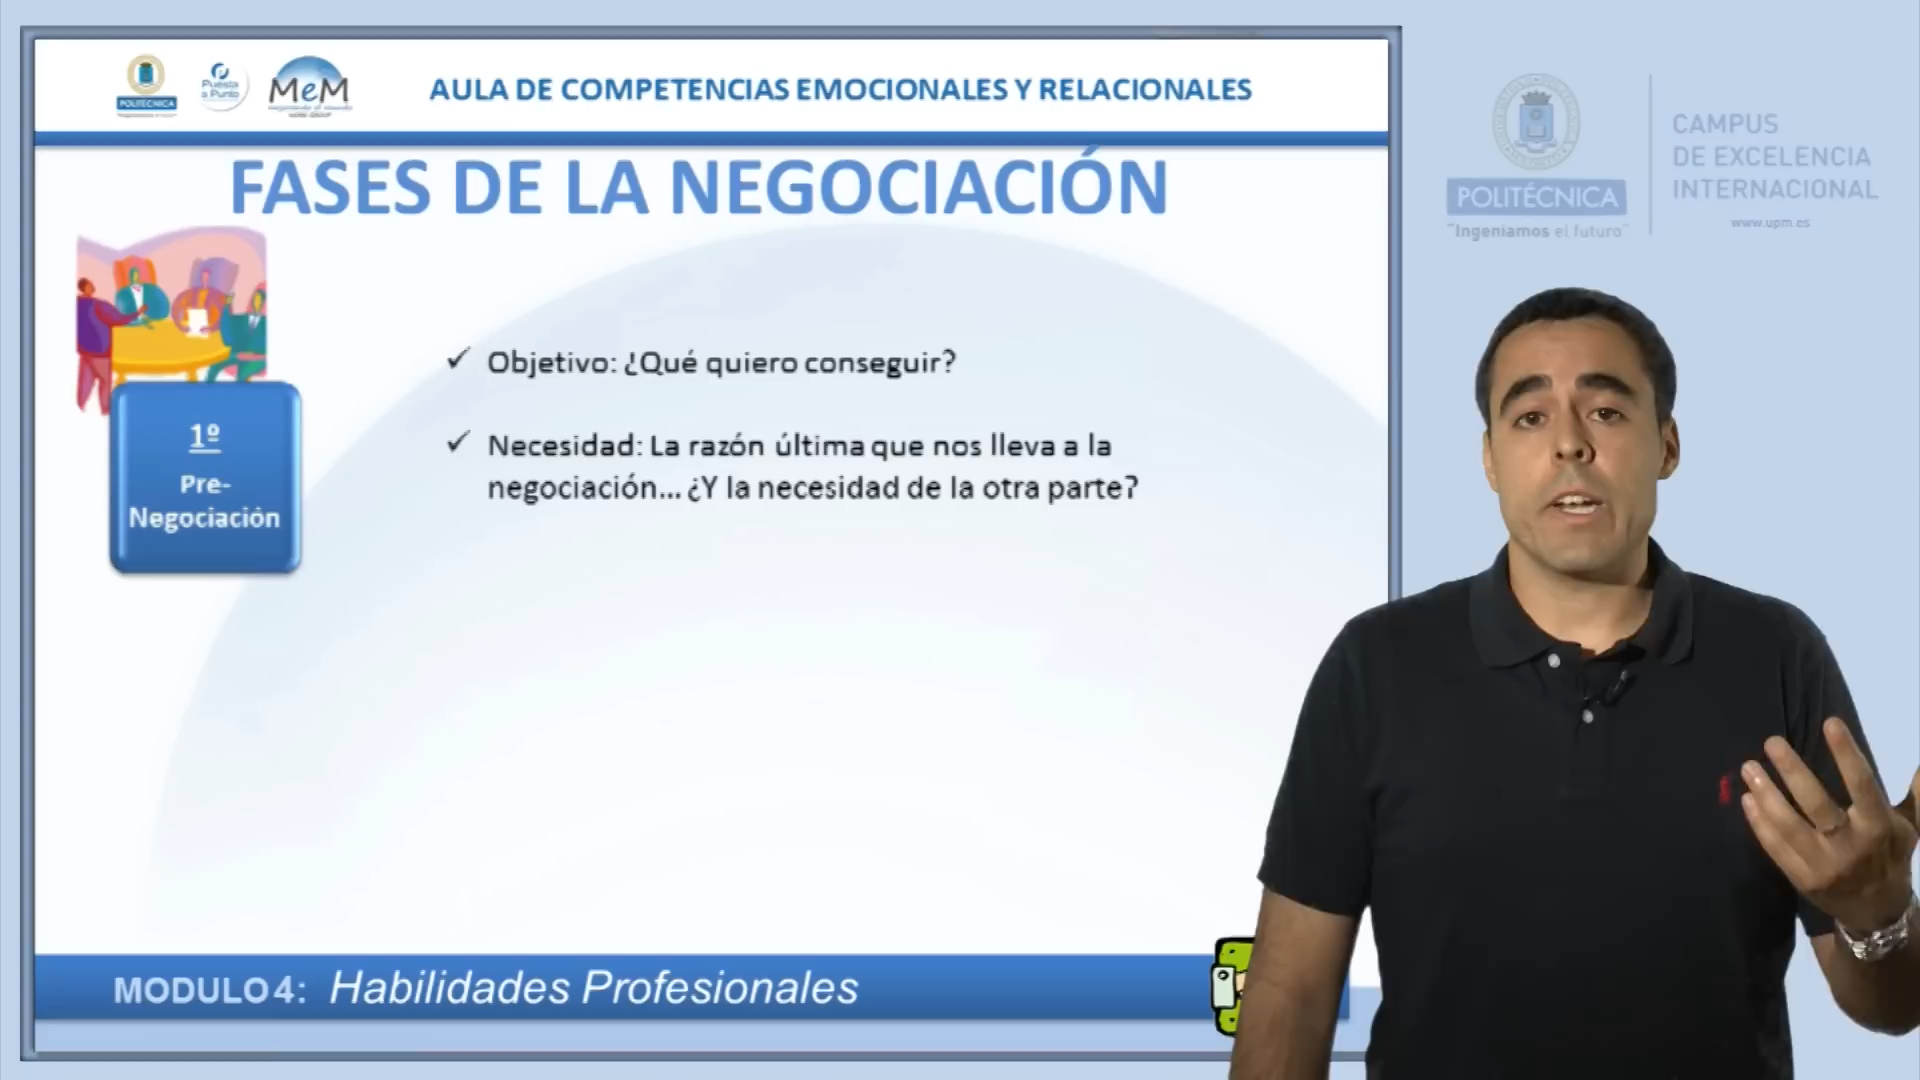 POLITÉCNICA
Puesta
a Punto
MeM
AULA DE COMPETENCIAS EMOCIONALES Y RELACIONALES
FASES DE LA NEGOCIACIÓN
1º
Pre-
Negociación
✓ Objetivo: ¿Qué quiero conseguir?
✓ Necesidad: La razón última que nos lleva a la
negociación... ¿Y la necesidad de la otra parte?
MODULO 4: Habilidades Profesionales
POLITÉCNICA
"Ingeniamos el futuro"
CAMPUS
DE EXCELENCIA
INTERNACIONAL
www.upm.es